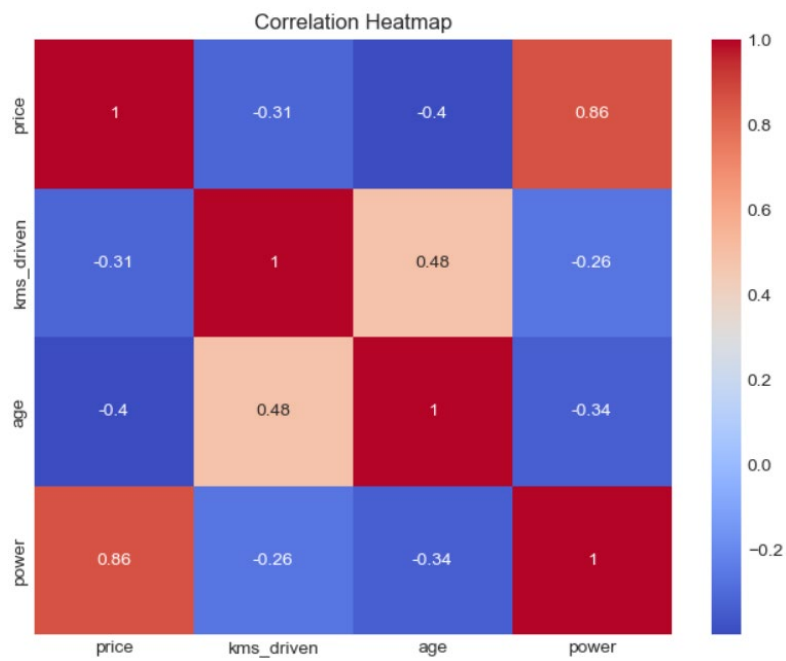 Correlation Heatmap
price 1 -0.31 -0.4 0.86
kms_driven -0.31 1 0.48 -0.26
age -0.4 0.48 1 -0.34
power 0.86 -0.26 -0.34 1
price kms_driven age power
1.0
0.8
0.6
0.4
0.2
0.0
−0.2